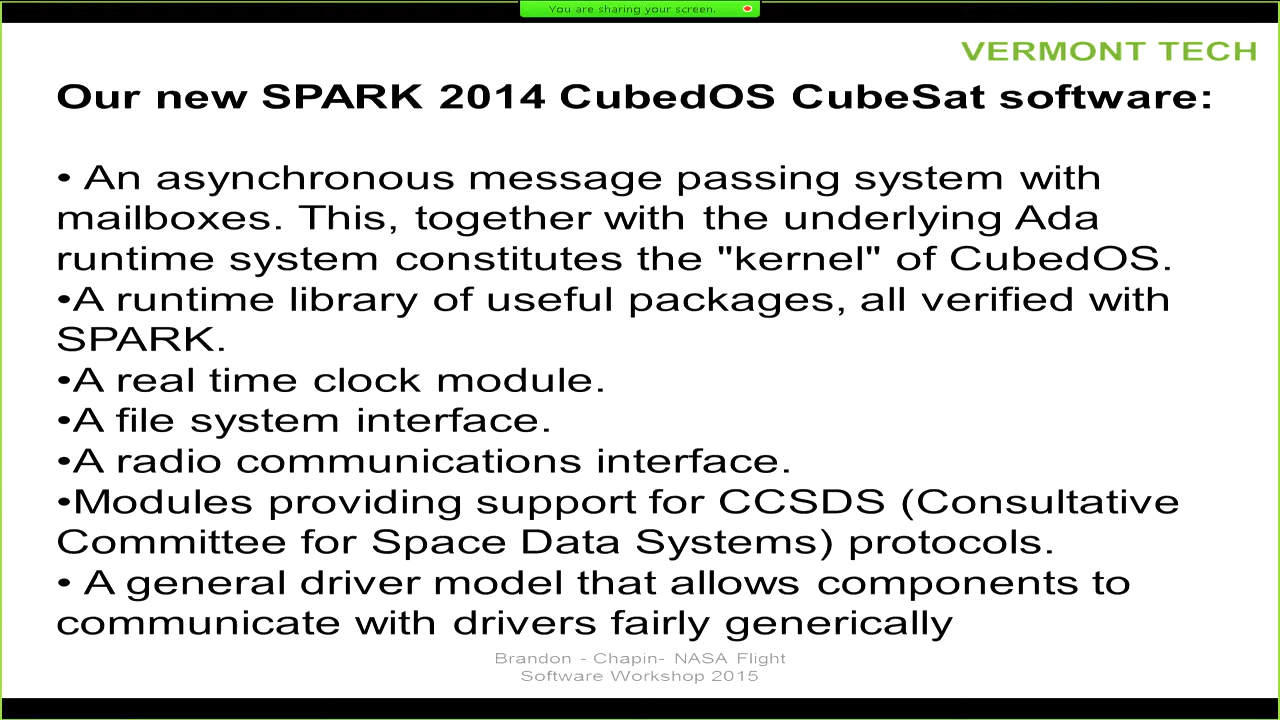 You are sharing your screen.
VERMONT TECH
Our new SPARK 2014 CubedOS CubeSat software:
• An asynchronous message passing system with
mailboxes. This, together with the underlying Ada
runtime system constitutes the "kernel" of CubedOS.
•A runtime library of useful packages, all verified with
SPARK.
•A real time clock module.
•A file system interface.
•A radio communications interface.
•Modules providing support for CCSDS (Consultative
Committee for Space Data Systems) protocols.
• A general driver model that allows components to
communicate with drivers fairly generically
Brandon - Chapin- NASA Flight
Software Workshop 2015